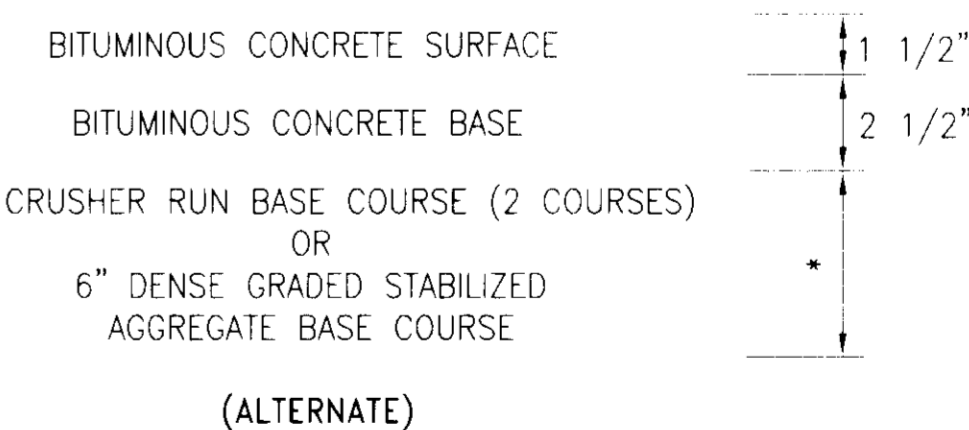 BITUMINOUS CONCRETE SURFACE
1 1/2"
BITUMINOUS CONCRETE BASE
2 1/2"
CRUSHER RUN BASE COURSE (2 COURSES)
OR
*
6" DENSE GRADED STABILIZED
AGGREGATE BASE COURSE
(ALTERNATE)